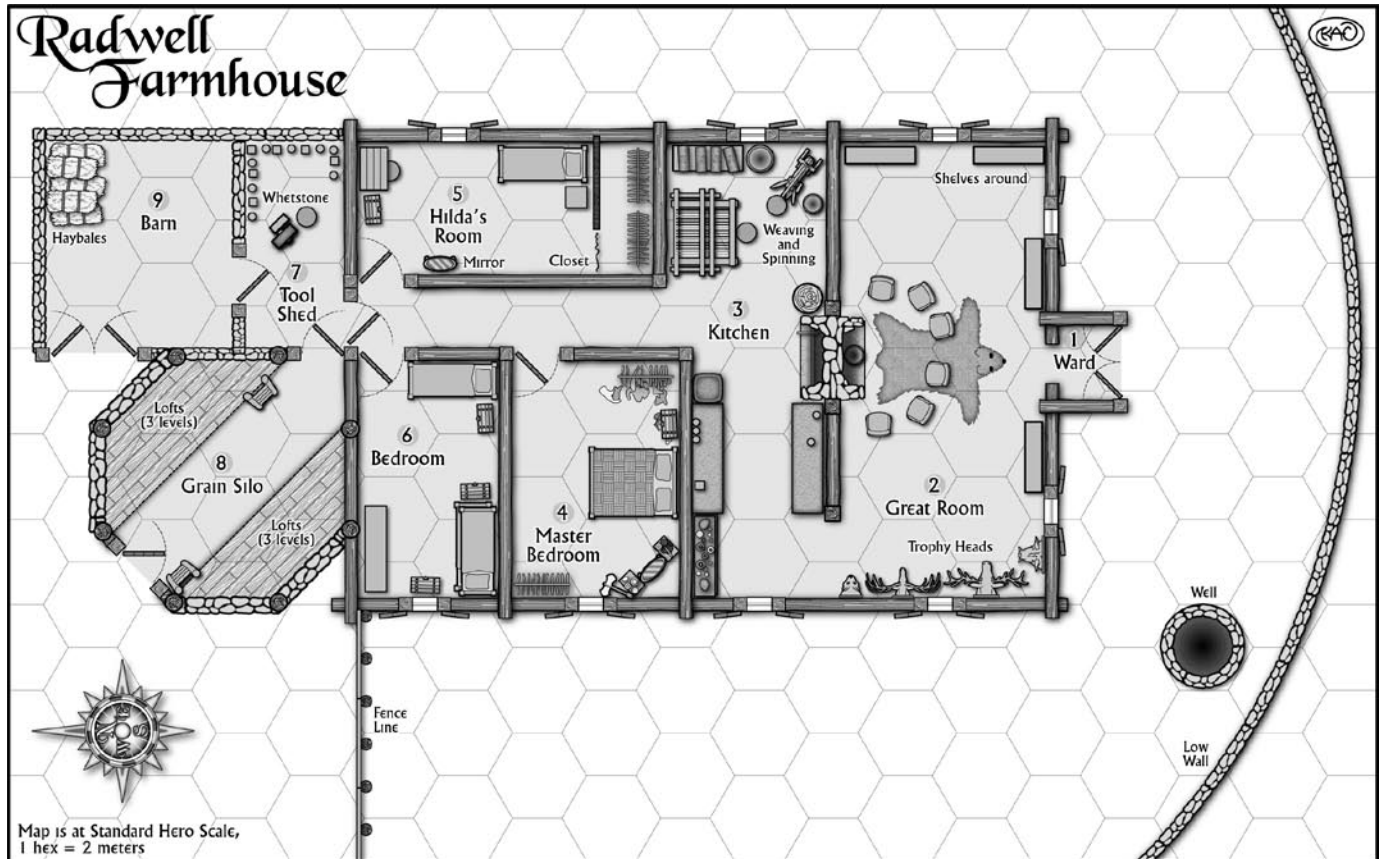 Radwell
Farmhouse
KAC
9
Barn
Haybales
Whetstone
7
Tool
Shed
5
Hilda's
Room
Mirror
Closet
Weaving
and
Spinning
3
Kitchen
Shelves around
1
Ward
2
Great Room
Trophy Heads
4
Master
Bedroom
6
Bedroom
Lofts
(3 levels)
8
Grain Silo
Lofts
(3 levels)
Fence
Line
Well
Low
Wall
Map is at Standard Hero Scale,
1 hex = 2 meters